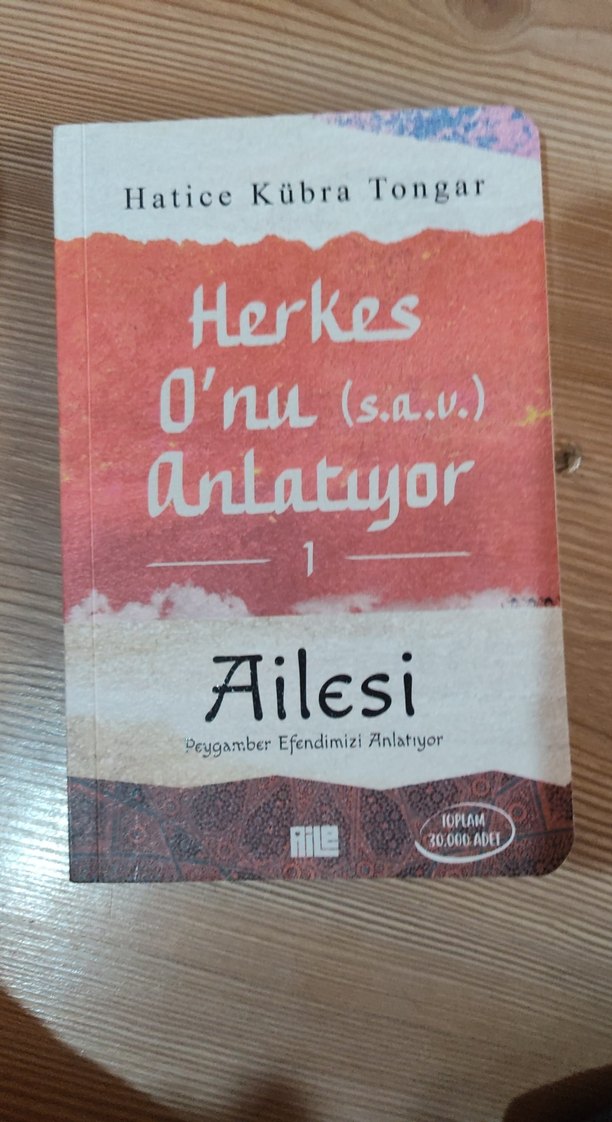 Hatice Kübra Tongar
Herkes
O'nu (s.a.v.)
Anlatıyor
1
Ailesi
Peygamber Efendimizi Anlatıyor
AİLE
TOPLAM
30.000 ADET